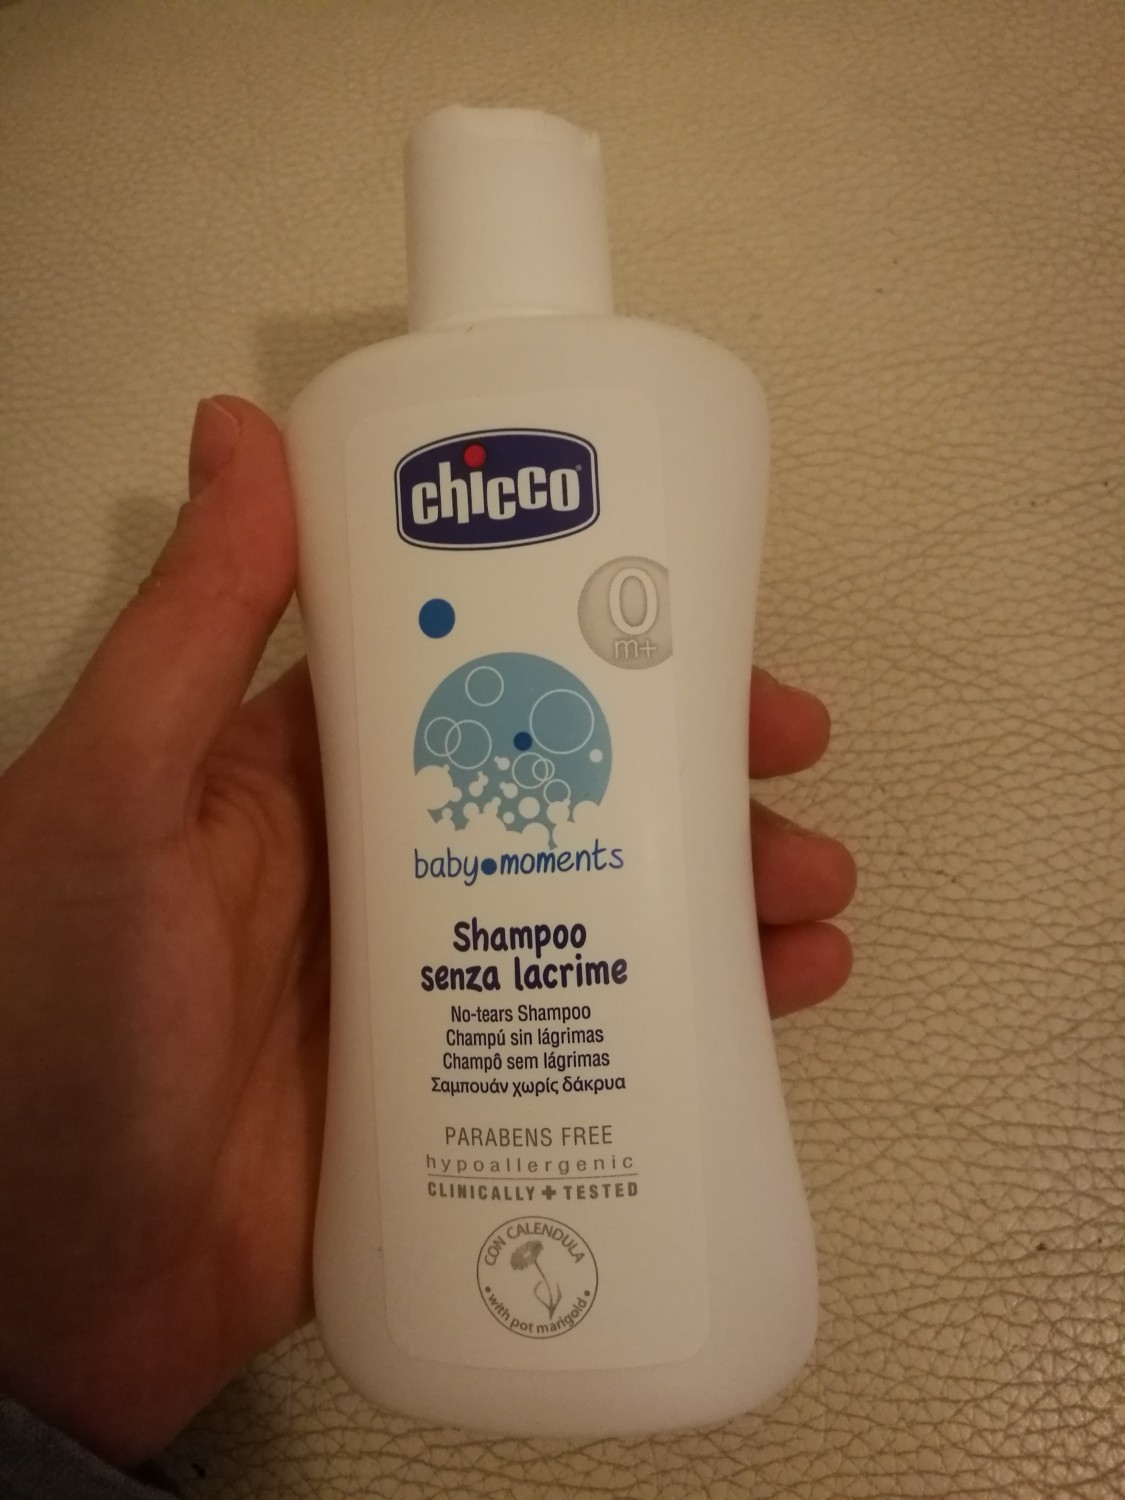 chicco
0
m+
baby moments
Shampoo
senza lacrime
No-tears Shampoo
Champú sin lágrimas
Champô sem lágrimas
Σαμπουάν χωρίς δάκρυα
PARABENS FREE
hypoallergenic
CLINICALLY + TESTED
CON CALENDULA
• with pot marigold •